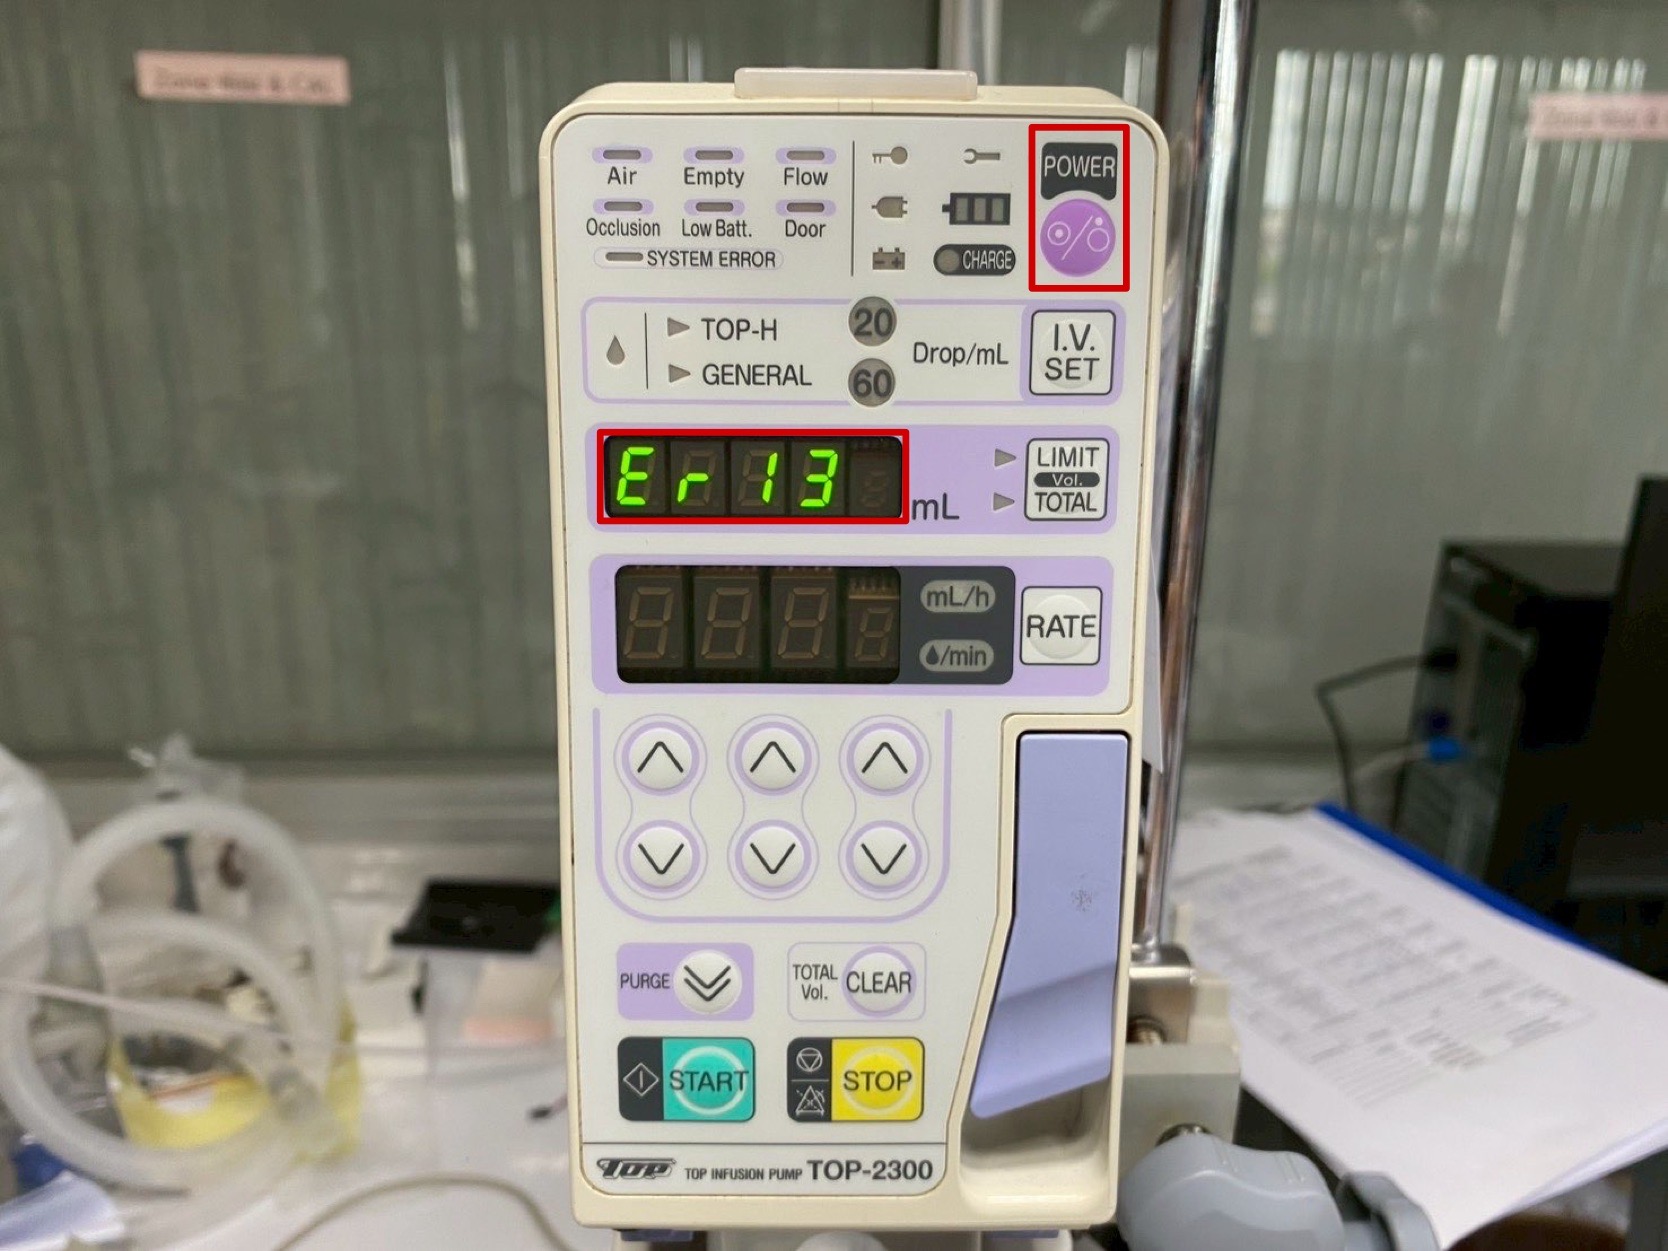 Air
Empty
Flow
Occlusion
Low Batt.
Door
SYSTEM ERROR
CHARGE
POWER
TOP-H
GENERAL
20
60
Drop/mL
I.V.
SET
Er13
mL
LIMIT
Vol.
TOTAL
mL/h
/min
RATE
PURGE
TOTAL
Vol.
CLEAR
START
STOP
TOP TOP INFUSION PUMP TOP-2300